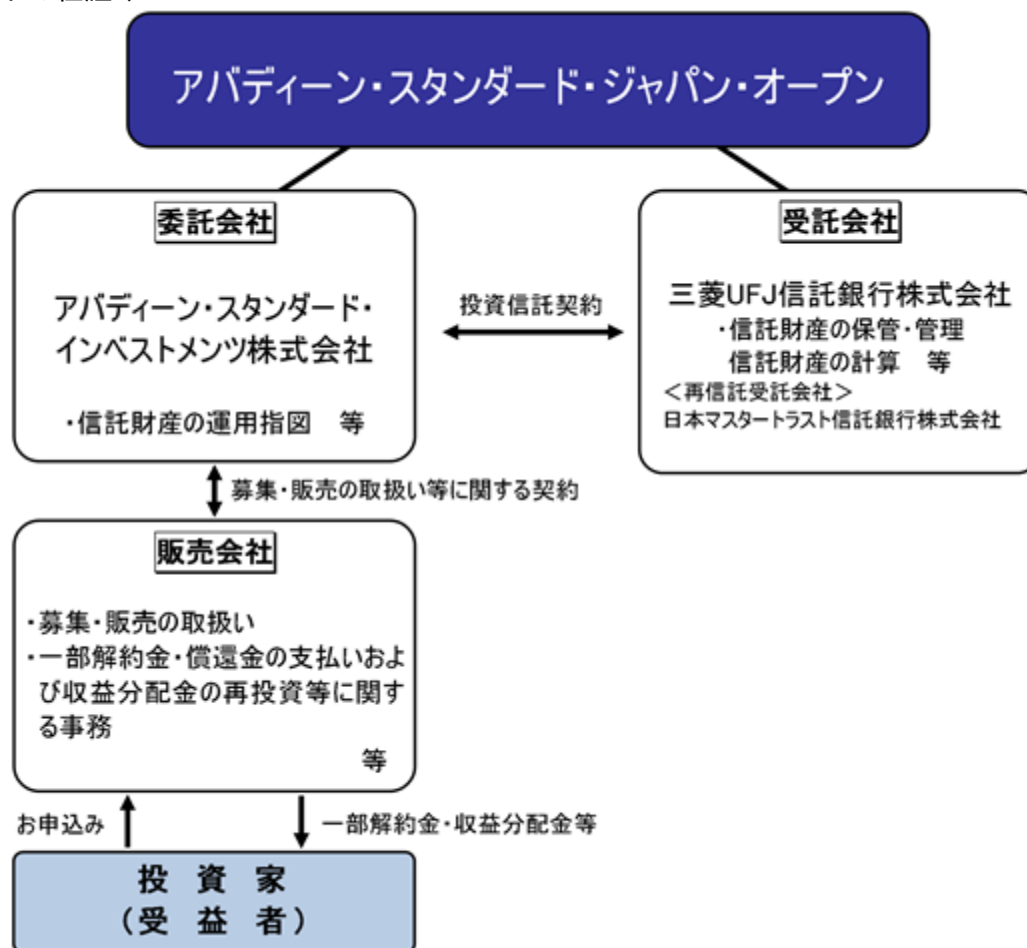 アバディーン・スタンダード・ジャパン・オープン
委託会社
アバディーン・スタンダード・
インベストメンツ株式会社
・信託財産の運用指図　等
投資信託契約
受託会社
三菱UFJ信託銀行株式会社
・信託財産の保管・管理
信託財産の計算　等
＜再信託受託会社＞
日本マスタートラスト信託銀行株式会社
募集・販売の取扱い等に関する契約
販売会社
・募集・販売の取扱い
・一部解約金・償還金の支払いおよ
び収益分配金の再投資等に関す
る事務
等
お申込み
一部解約金・収益分配金等
投　資　家
（受　益　者）